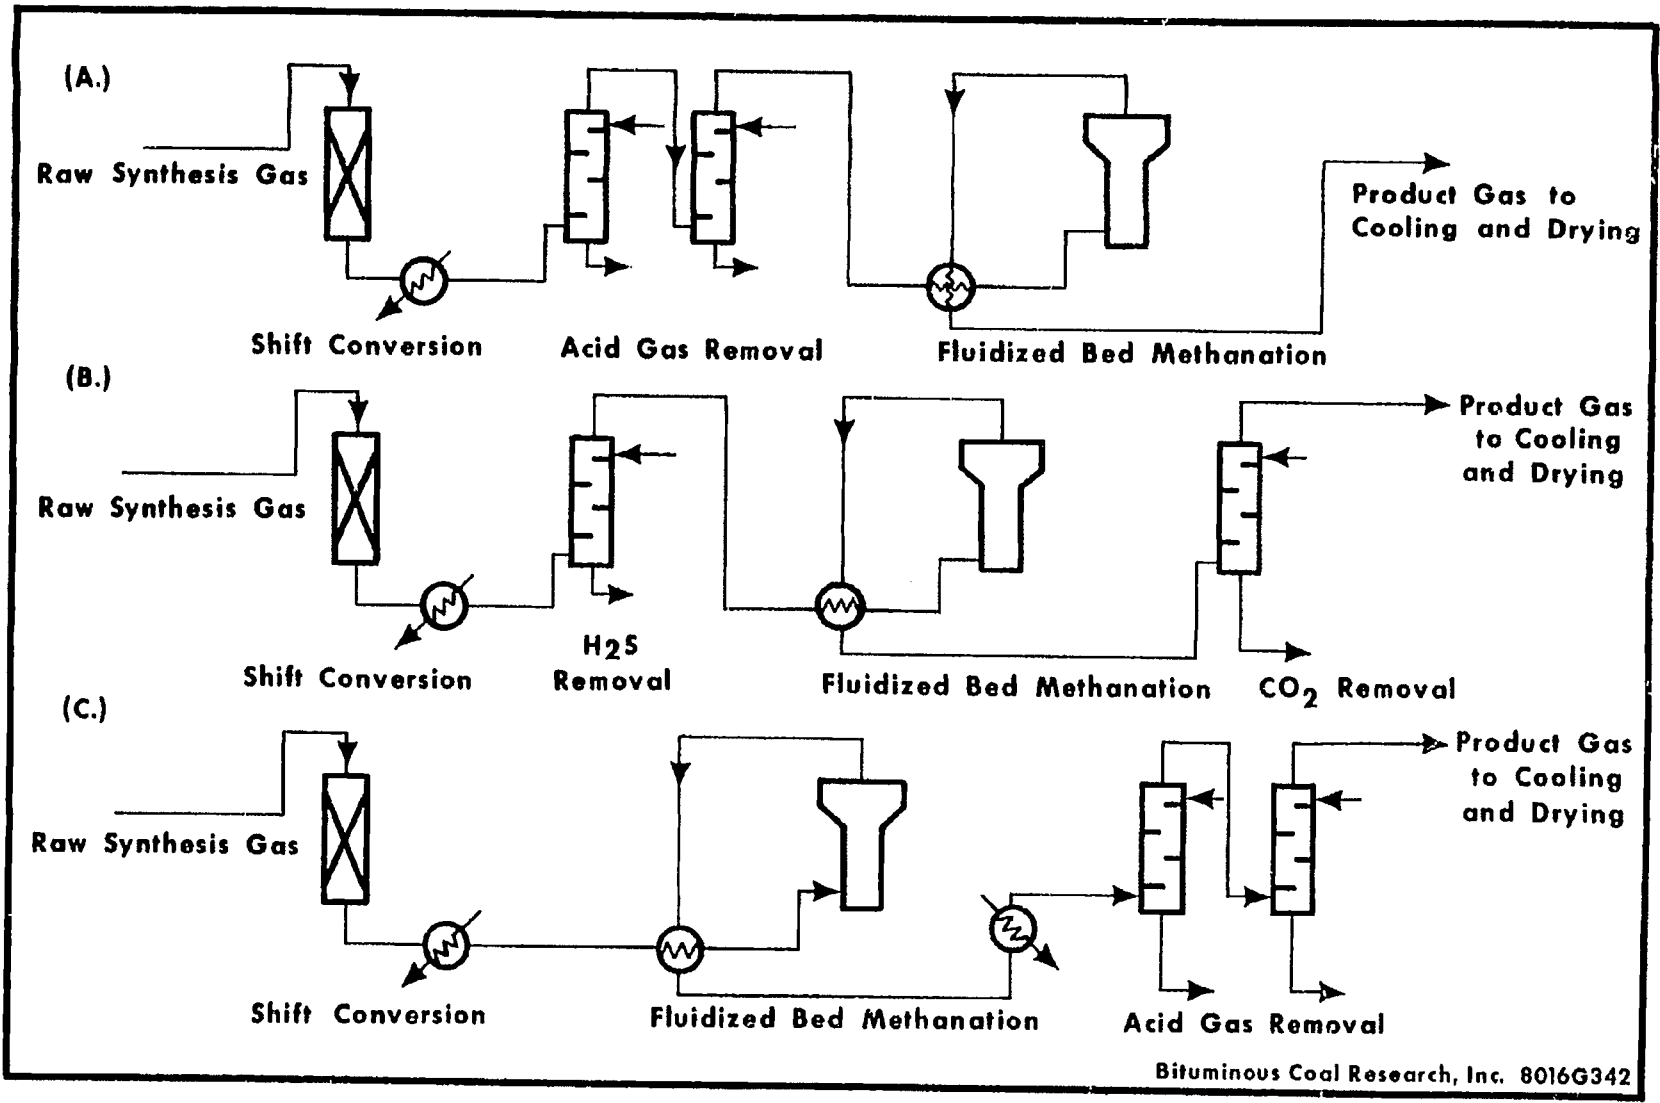 (A.)
Raw Synthesis Gas
Shift Conversion
Acid Gas Removal
Fluidized Bed Methanation
Product Gas to
Cooling and Drying
(B.)
Raw Synthesis Gas
Shift Conversion
H2S
Removal
Fluidized Bed Methanation
CO2 Removal
Product Gas
to Cooling
and Drying
(C.)
Raw Synthesis Gas
Shift Conversion
Fluidized Bed Methanation
Acid Gas Removal
Product Gas
to Cooling
and Drying
Bituminous Coal Research, Inc. 8016G342